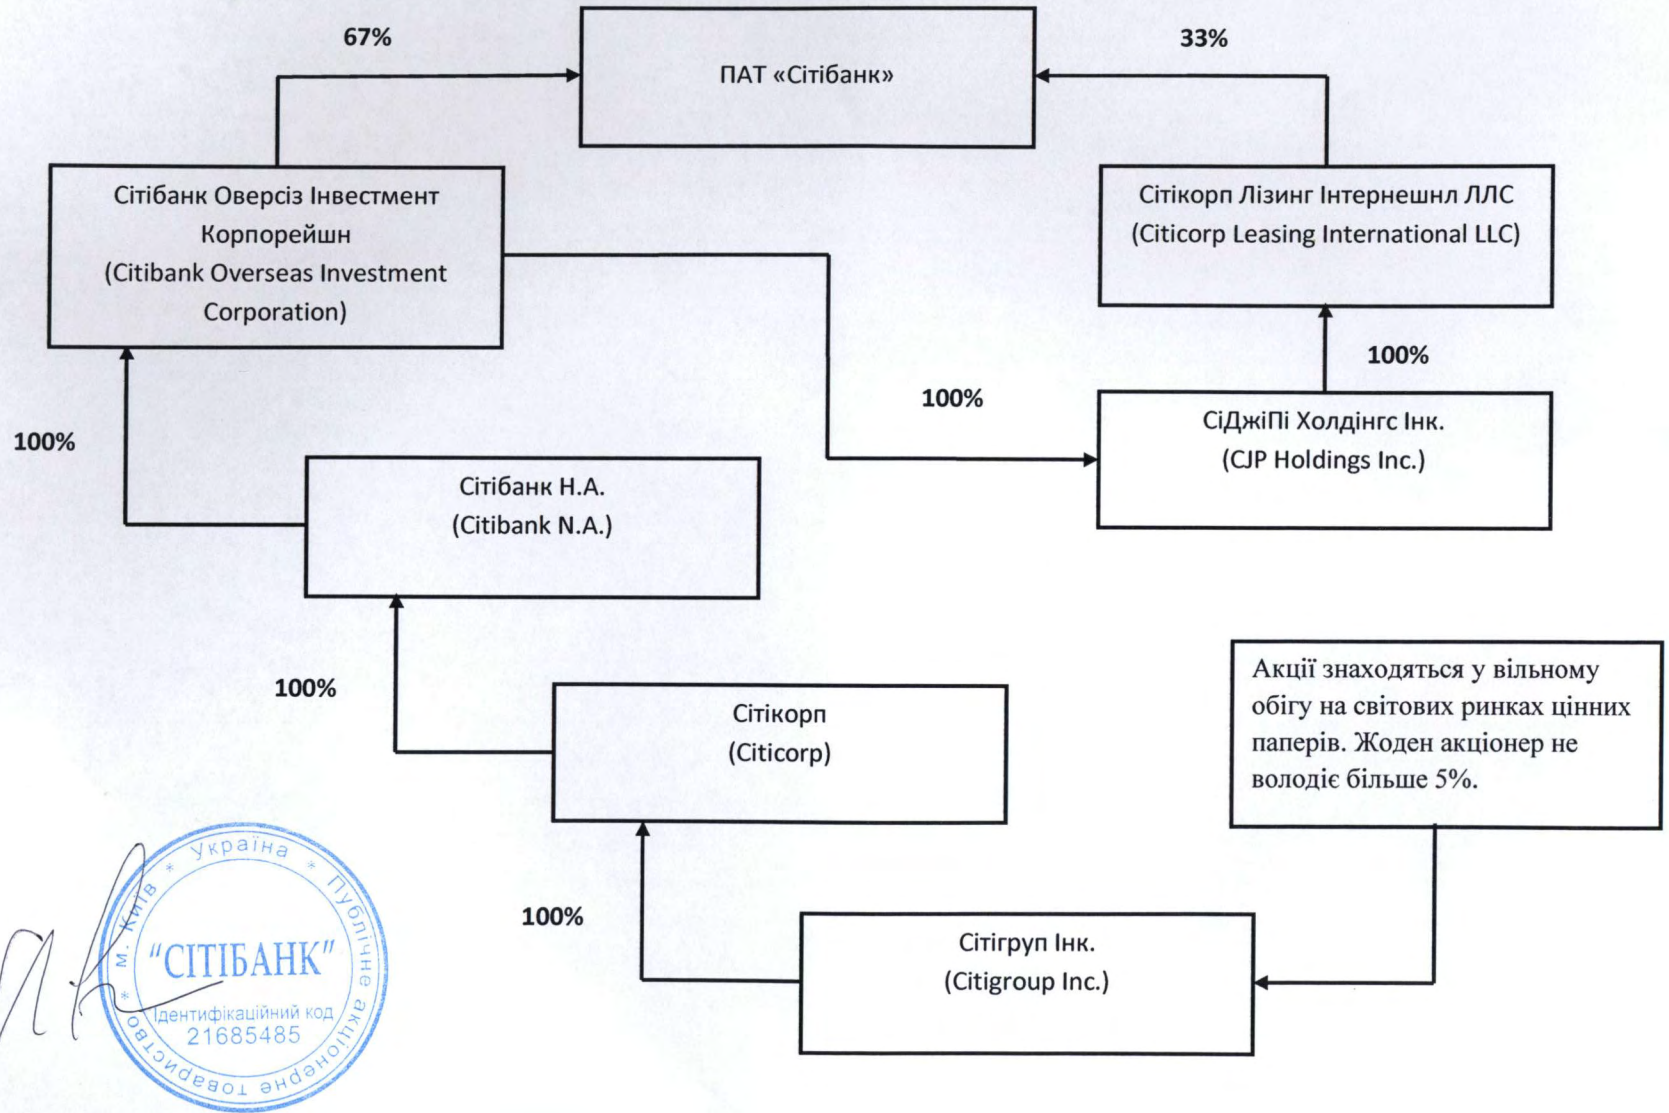 67%
33%
ПАТ «Сітібанк»
Сітібанк Оверсіз Інвестмент
Корпорейшн
(Citibank Overseas Investment
Corporation)
Сітікорп Лізинг Інтернешнл ЛЛС
(Citicorp Leasing International LLC)
100%
100%
СіДжіПі Холдінгс Інк.
(CJP Holdings Inc.)
100%
Сітібанк Н.А.
(Citibank N.A.)
100%
Сітікорп
(Citicorp)
Акції знаходяться у вільному
обігу на світових ринках цінних
паперів. Жоден акціонер не
володіє більше 5%.
100%
Сітігруп Інк.
(Citigroup Inc.)
м. Київ * Україна * Публічне акціонерне товариство *
"СІТІБАНК"
Ідентифікаційний код
21685485